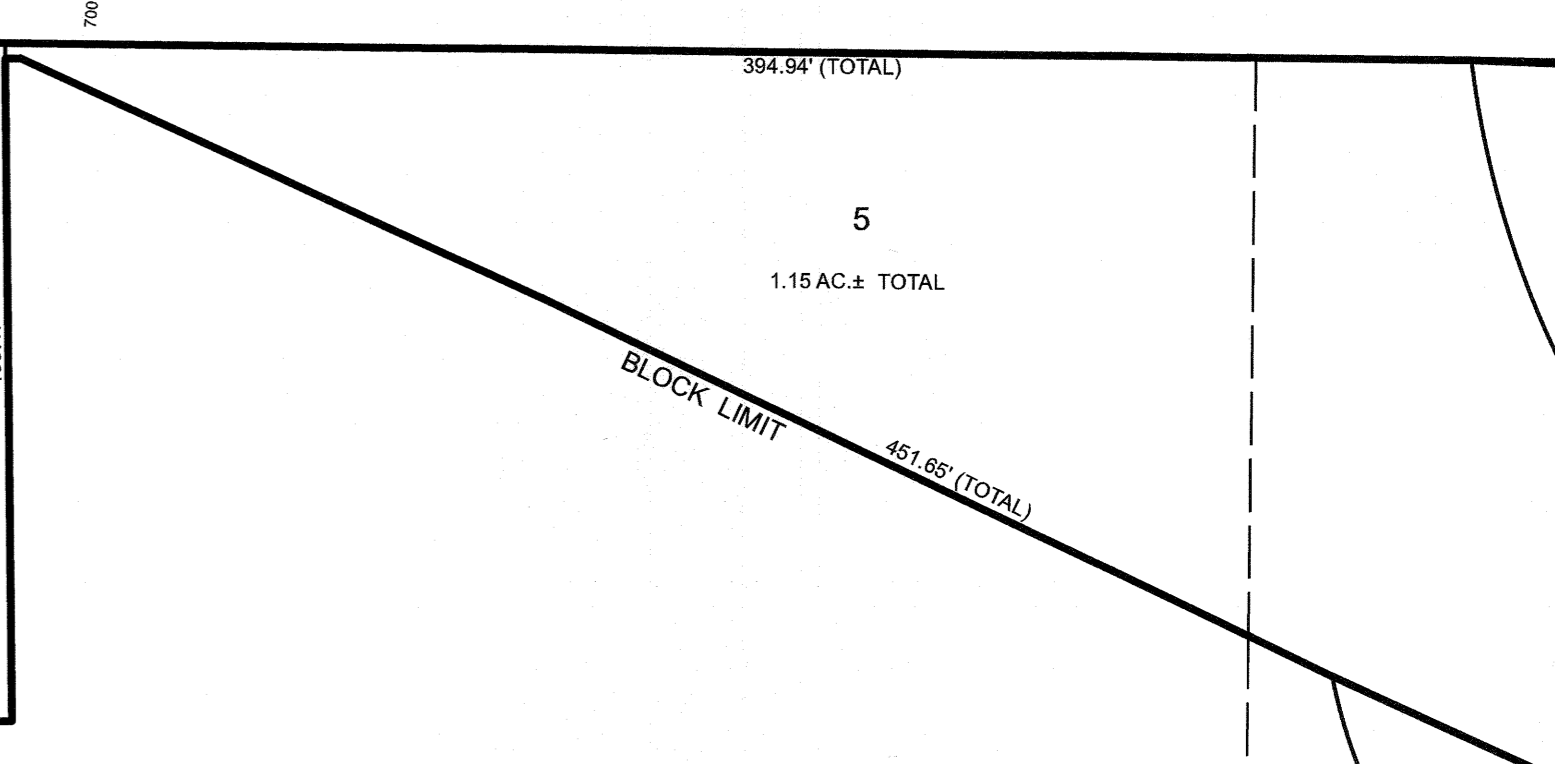 700
394.94' (TOTAL)
5
1.15 AC.± TOTAL
BLOCK LIMIT
451.65' (TOTAL)